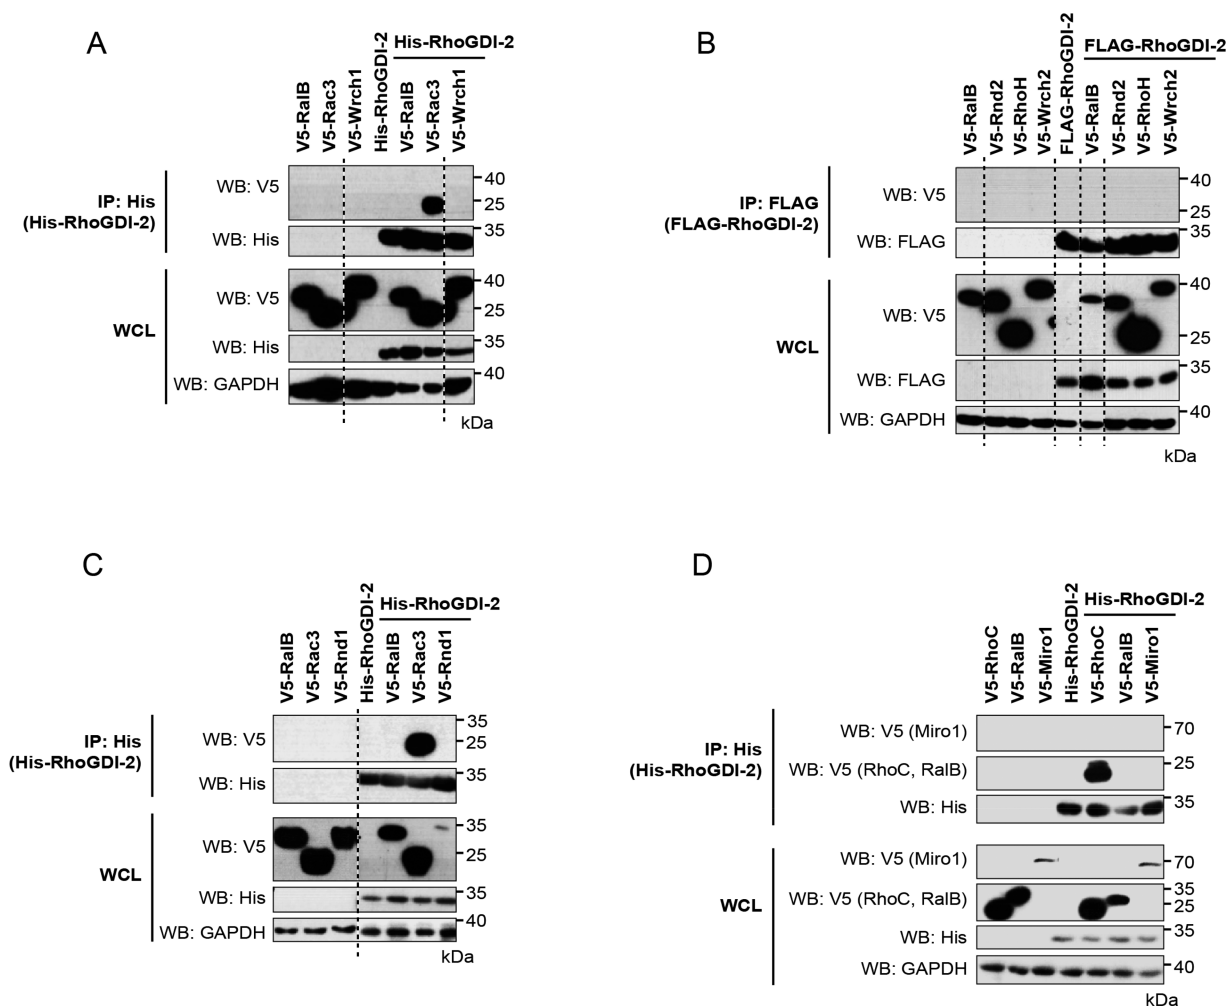 A
His-RhoGDI-2
V5-RalB
V5-Rac3
V5-Wrch1
His-RhoGDI-2
V5-RalB
V5-Rac3
V5-Wrch1
IP: His
(His-RhoGDI-2)
WB: V5
40
25
WB: His
35
WCL
WB: V5
40
25
WB: His
35
WB: GAPDH
40
kDa
B
FLAG-RhoGDI-2
V5-RalB
V5-Rnd2
V5-RhoH
V5-Wrch2
FLAG-RhoGDI-2
V5-RalB
V5-Rnd2
V5-RhoH
V5-Wrch2
IP: FLAG
(FLAG-RhoGDI-2)
WB: V5
40
25
WB: FLAG
35
WCL
WB: V5
40
25
WB: FLAG
35
WB: GAPDH
40
kDa
C
His-RhoGDI-2
V5-RalB
V5-Rac3
V5-Rnd1
His-RhoGDI-2
V5-RalB
V5-Rac3
V5-Rnd1
IP: His
(His-RhoGDI-2)
WB: V5
35
25
WB: His
35
WCL
WB: V5
35
25
WB: His
35
WB: GAPDH
40
kDa
D
His-RhoGDI-2
V5-RhoC
V5-RalB
V5-Miro1
His-RhoGDI-2
V5-RhoC
V5-RalB
V5-Miro1
IP: His
(His-RhoGDI-2)
WB: V5 (Miro1)
70
WB: V5 (RhoC, RalB)
25
WB: His
35
WCL
WB: V5 (Miro1)
70
WB: V5 (RhoC, RalB)
35
25
WB: His
35
WB: GAPDH
40
kDa